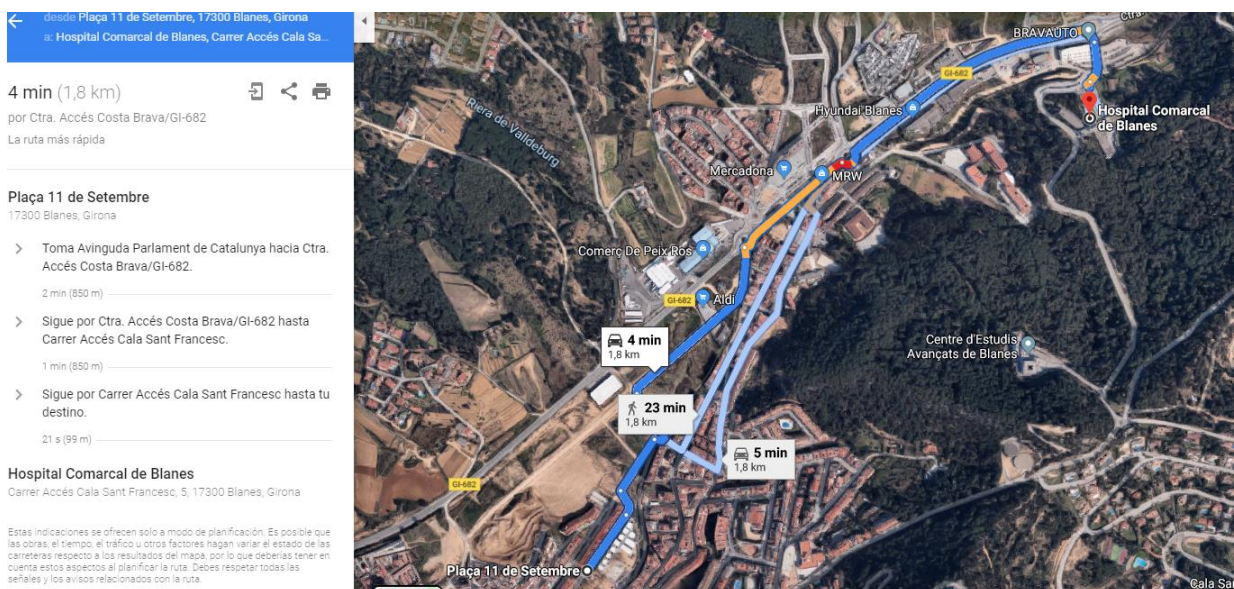 desde Plaça 11 de Setembre, 17300 Blanes, Girona
a: Hospital Comarcal de Blanes, Carrer Accés Cala Sa...
4 min (1,8 km)
por Ctra. Accés Costa Brava/GI-682
La ruta más rápida
Plaça 11 de Setembre
17300 Blanes, Girona
Toma Avinguda Parlament de Catalunya hacia Ctra.
Accés Costa Brava/GI-682.
2 min (850 m)
Sigue por Ctra. Accés Costa Brava/GI-682 hasta
Carrer Accés Cala Sant Francesc.
1 min (850 m)
Sigue por Carrer Accés Cala Sant Francesc hasta tu
destino.
21 s (99 m)
Hospital Comarcal de Blanes
Carrer Accés Cala Sant Francesc, 5, 17300 Blanes, Girona
Estas indicaciones se ofrecen solo a modo de planificación. Es posible que
las obras, el tiempo, el tráfico u otros factores hagan variar el estado de las
carreteras respecto a los resultados del mapa, por lo que deberías tener en
cuenta estos aspectos al planificar la ruta. Debes respetar todas las
señales y los avisos relacionados con la ruta.
Ctra.
BRAVAUTO
GI-682
Riera de Valldeburg
Hyundai Blanes
Hospital Comarcal
de Blanes
Mercadona
MRW
Comerç De Peix Ros
GI-682
Aldi
4 min
1,8 km
Centre d'Estudis
Avançats de Blanes
23 min
1,8 km
5 min
1,8 km
GI-682
Plaça 11 de Setembre
Cala Sa